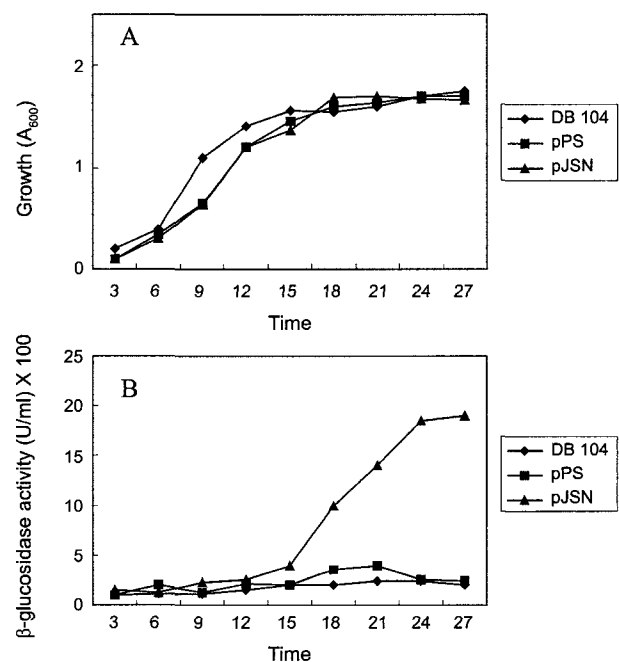 A
2
1
0
Growth (A600)
3 6 9 12 15 18 21 24 27
Time
DB 104
pPS
pJSN
B
25
20
15
10
5
0
β-glucosidase activity (U/ml) X 100
3 6 9 12 15 18 21 24 27
Time
DB 104
pPS
pJSN